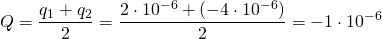 Q = \frac{q_1 + q_2}{2} = \frac{2 \cdot 10^{-6} + (-4 \cdot 10^{-6})}{2} = -1 \cdot 10^{-6}